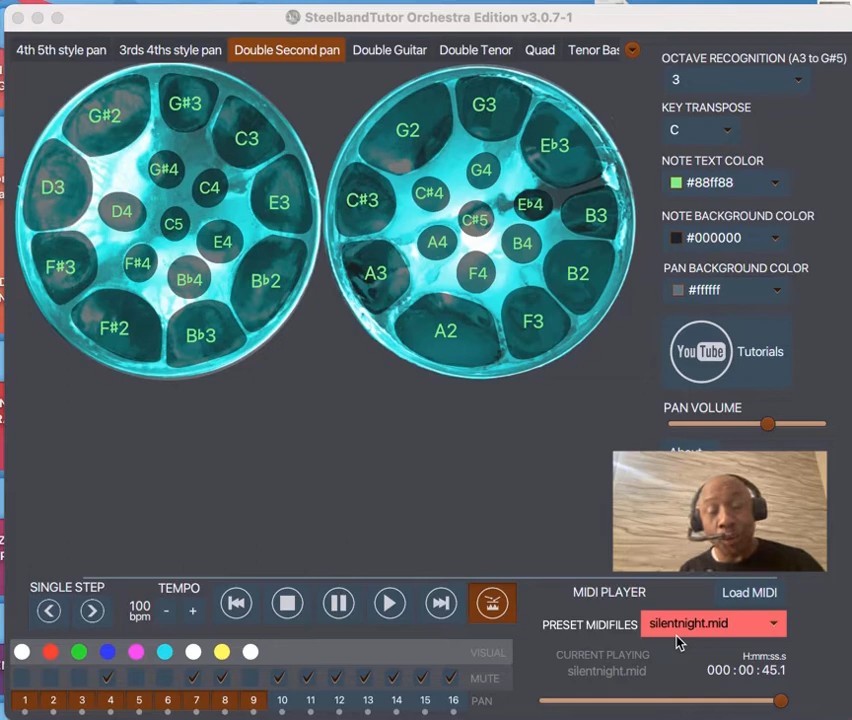 SteelbandTutor Orchestra Edition v3.0.7-1
4th 5th style pan
3rds 4ths style pan
Double Second pan
Double Guitar
Double Tenor
Quad
Tenor Bas
OCTAVE RECOGNITION (A3 to G#5)
3
KEY TRANSPOSE
C
NOTE TEXT COLOR
#88ff88
NOTE BACKGROUND COLOR
#000000
PAN BACKGROUND COLOR
#ffffff
You Tube Tutorials
PAN VOLUME
About
G#2 G#3
C3
D3 G#4 C4 E3
D4 C5
E4
F#3 F#4 B♭4 B♭2
F#2 B♭3
G2 G3
E♭3
G4
C#3 C#4 E♭4 B3
C#5
A4 B4
A3 F4 B2
A2 F3
SINGLE STEP
TEMPO
100
bpm
-
+
MIDI PLAYER
Load MIDI
PRESET MIDIFILES
silentnight.mid
CURRENT PLAYING
silentnight.mid
H:mm:ss.s
000 : 00 : 45.1
VISUAL
MUTE
1 2 3 4 5 6 7 8 9 10 11 12 13 14 15 16 PAN